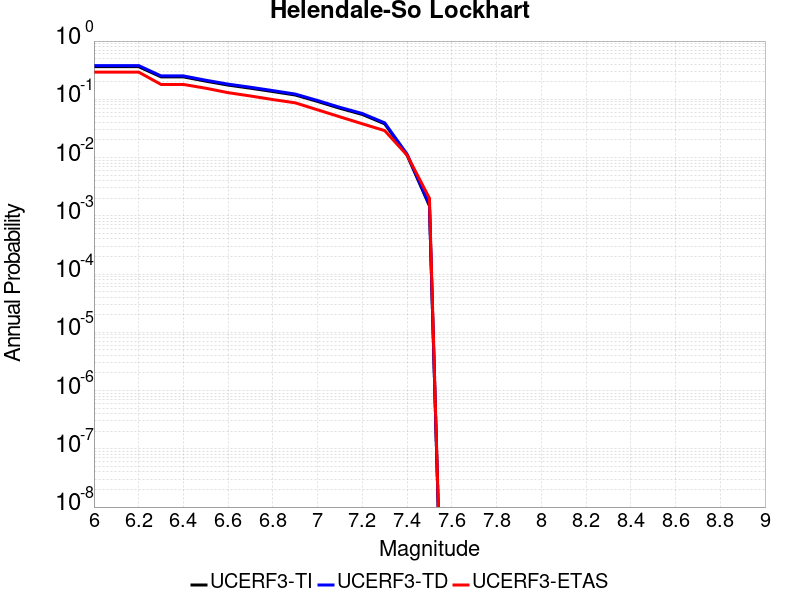 Helendale-So Lockhart
10^0
10^-1
10^-2
10^-3
10^-4
10^-5
10^-6
10^-7
10^-8
Annual Probability
6 6.2 6.4 6.6 6.8 7 7.2 7.4 7.6 7.8 8 8.2 8.4 8.6 8.8 9
Magnitude
UCERF3-TI UCERF3-TD UCERF3-ETAS